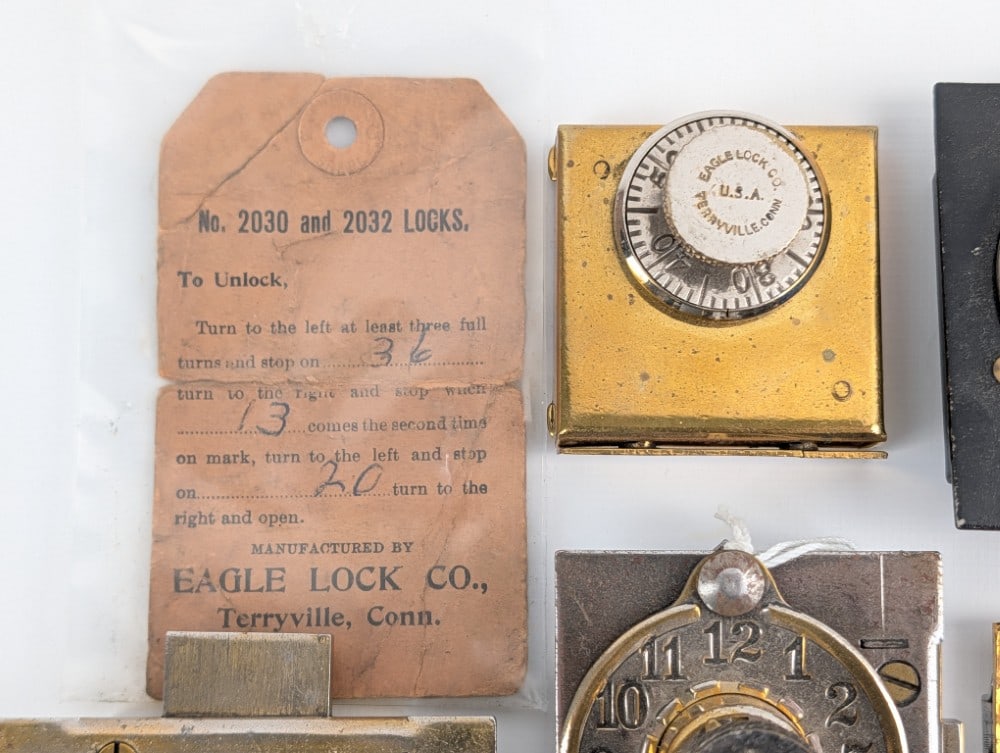 No. 2030 and 2032 LOCKS.
To Unlock,
Turn to the left at least three full
turns and stop on 36
turn to the right and stop when
13 comes the second time
on mark, turn to the left and stop
on 20 turn to the
right and open.
MANUFACTURED BY
EAGLE LOCK CO.,
Terryville, Conn.
EAGLE LOCK CO.
U.S.A.
TERRYVILLE, CONN
80
11 12 1
10 2